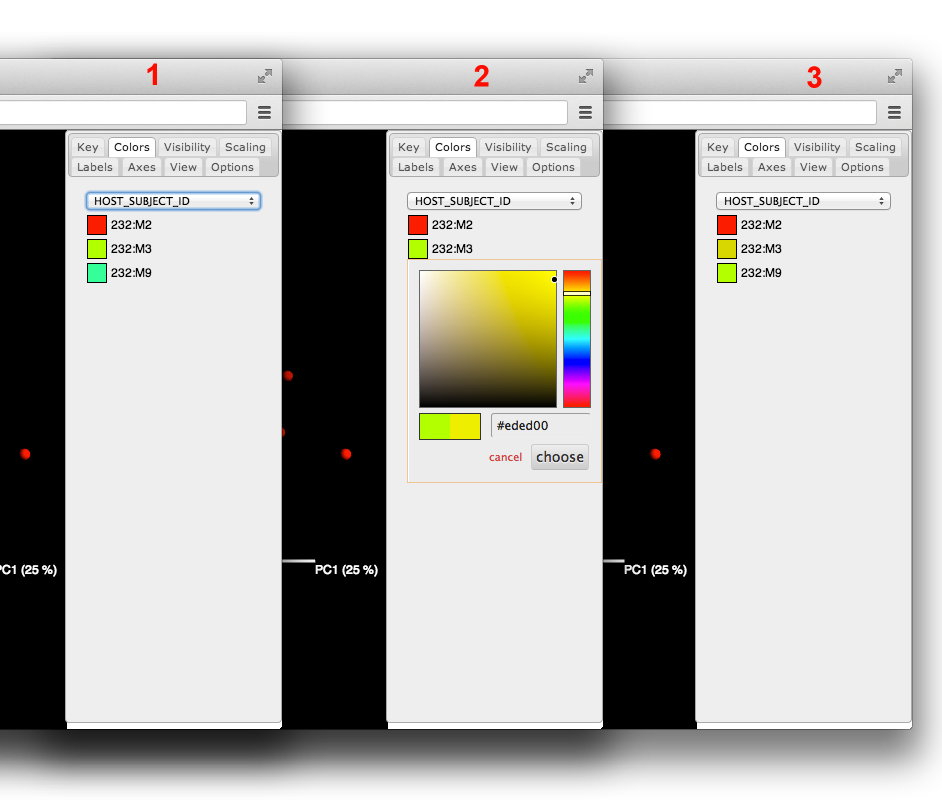 1
2
3
Key Colors Visibility Scaling
Labels Axes View Options
HOST_SUBJECT_ID
232:M2
232:M3
232:M9
PC1 (25 %)
Key Colors Visibility Scaling
Labels Axes View Options
HOST_SUBJECT_ID
232:M2
232:M3
#eded00
cancel choose
PC1 (25 %)
Key Colors Visibility Scaling
Labels Axes View Options
HOST_SUBJECT_ID
232:M2
232:M3
232:M9
PC1 (25 %)